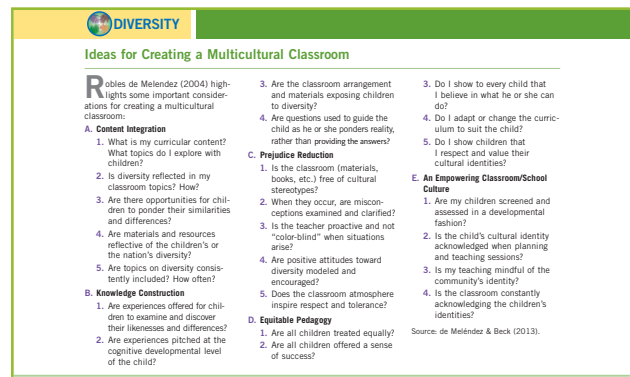 DIVERSITY
Ideas for Creating a Multicultural Classroom
Robles de Melendez (2004) high-
lights some important consider-
ations for creating a multicultural
classroom:
A. Content Integration
1. What is my curricular content?
What topics do I explore with
children?
2. Is diversity reflected in my
classroom topics? How?
3. Are there opportunities for chil-
dren to ponder their similarities
and differences?
4. Are materials and resources
reflective of the children's or
the nation's diversity?
5. Are topics on diversity consis-
tently included? How often?
B. Knowledge Construction
1. Are experiences offered for chil-
dren to examine and discover
their likenesses and differences?
2. Are experiences pitched at the
cognitive developmental level
of the child?
3. Are the classroom arrangement
and materials exposing children
to diversity?
4. Are questions used to guide the
child as he or she ponders reality,
rather than providing the answers?
C. Prejudice Reduction
1. Is the classroom (materials,
books, etc.) free of cultural
stereotypes?
2. When they occur, are miscon-
ceptions examined and clarified?
3. Is the teacher proactive and not
"color-blind" when situations
arise?
4. Are positive attitudes toward
diversity modeled and
encouraged?
5. Does the classroom atmosphere
inspire respect and tolerance?
D. Equitable Pedagogy
1. Are all children treated equally?
2. Are all children offered a sense
of success?
3. Do I show to every child that
I believe in what he or she can
do?
4. Do I adapt or change the curric-
ulum to suit the child?
5. Do I show children that
I respect and value their
cultural identities?
E. An Empowering Classroom/School
Culture
1. Are my children screened and
assessed in a developmental
fashion?
2. Is the child's cultural identity
acknowledged when planning
and teaching sessions?
3. Is my teaching mindful of the
community's identity?
4. Is the classroom constantly
acknowledging the children's
identities?
Source: de Meléndez & Beck (2013).